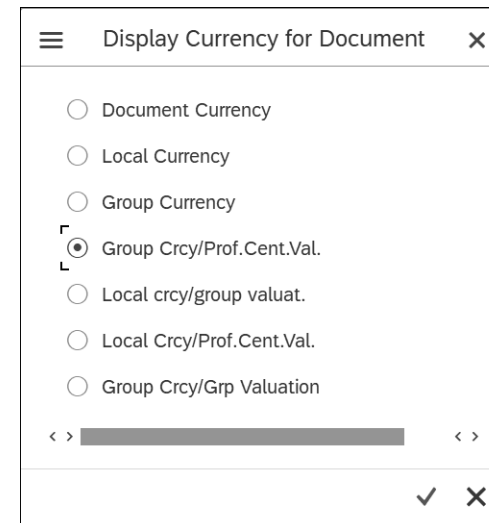 Display Currency for Document
Document Currency
Local Currency
Group Currency
Group Crcy/Prof.Cent.Val.
Local crcy/group valuat.
Local Crcy/Prof.Cent.Val.
Group Crcy/Grp Valuation